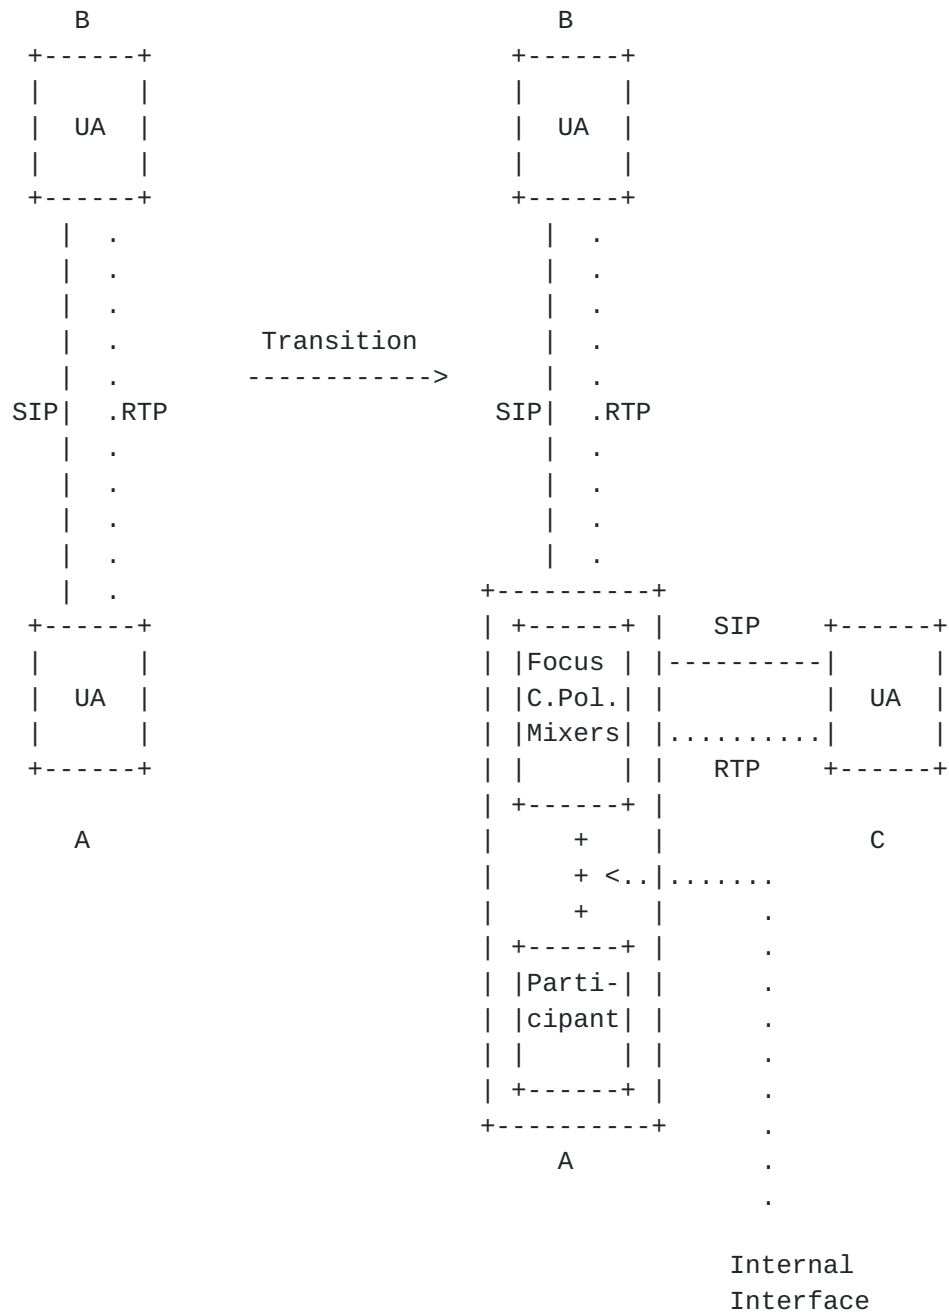 B B
UA UA
Transition
------------>
SIP RTP SIP RTP
SIP
Focus
UA C.Pol. UA
Mixers
RTP
A C
Parti-
cipant
A
Internal
Interface